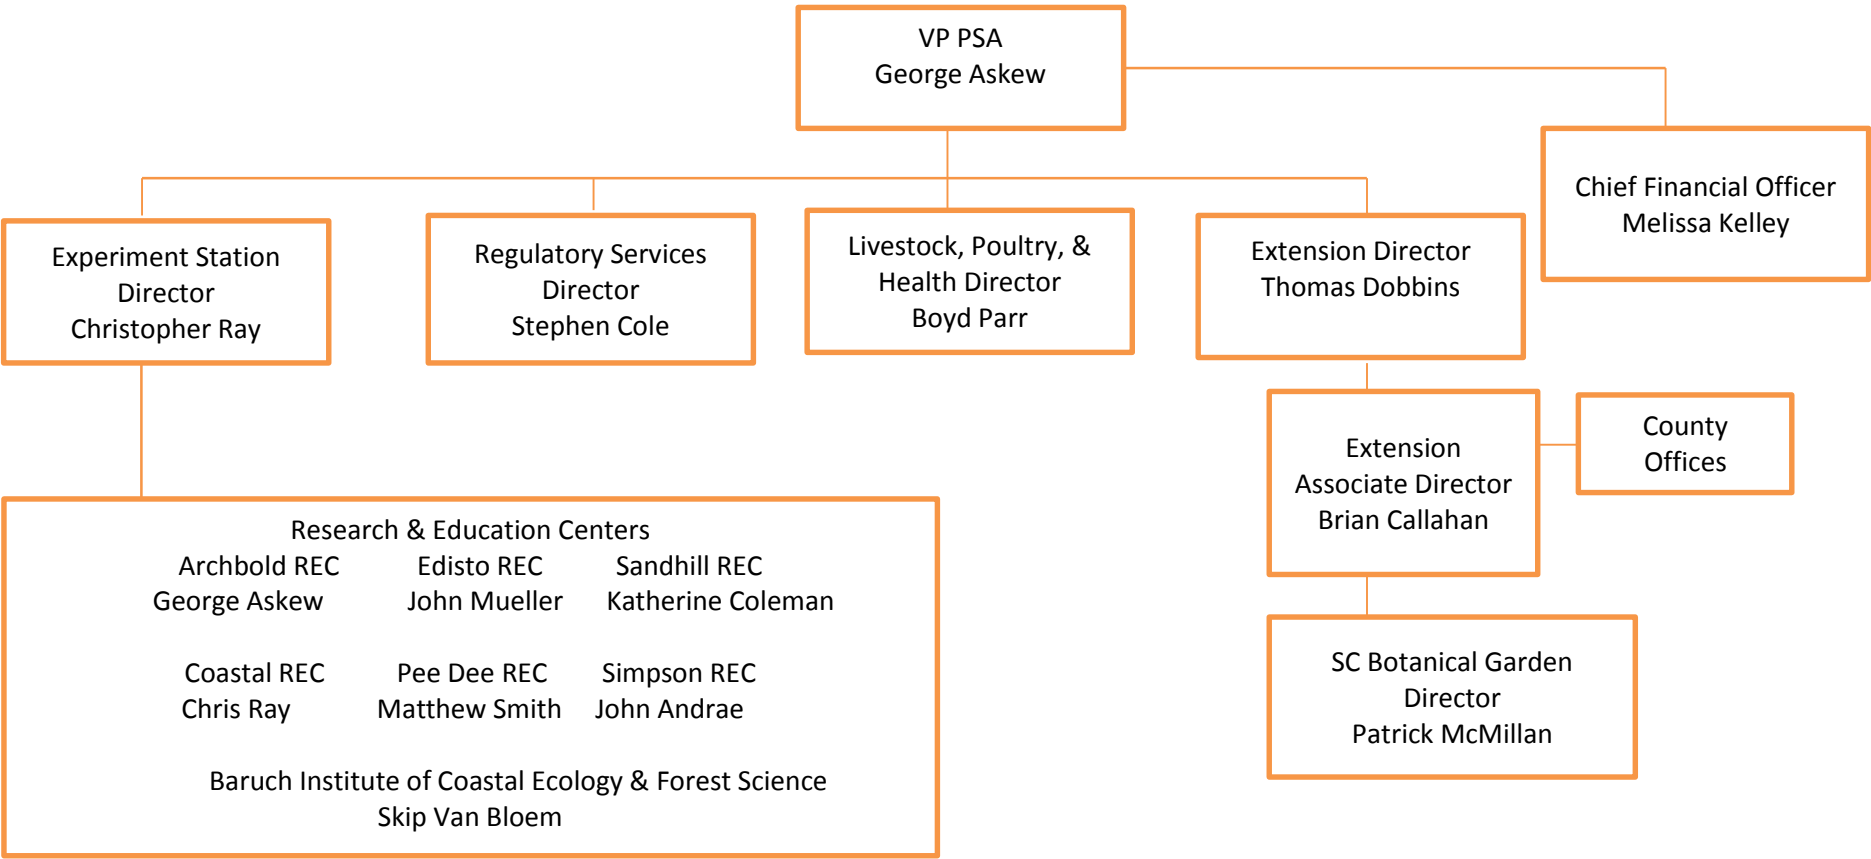 VP PSA
George Askew
Chief Financial Officer
Melissa Kelley
Experiment Station
Director
Christopher Ray
Regulatory Services
Director
Stephen Cole
Livestock, Poultry, &
Health Director
Boyd Parr
Extension Director
Thomas Dobbins
Extension
Associate Director
Brian Callahan
County
Offices
Research & Education Centers
Archbold REC Edisto REC Sandhill REC
George Askew John Mueller Katherine Coleman
Coastal REC Pee Dee REC Simpson REC
Chris Ray Matthew Smith John Andrae
Baruch Institute of Coastal Ecology & Forest Science
Skip Van Bloem
SC Botanical Garden
Director
Patrick McMillan